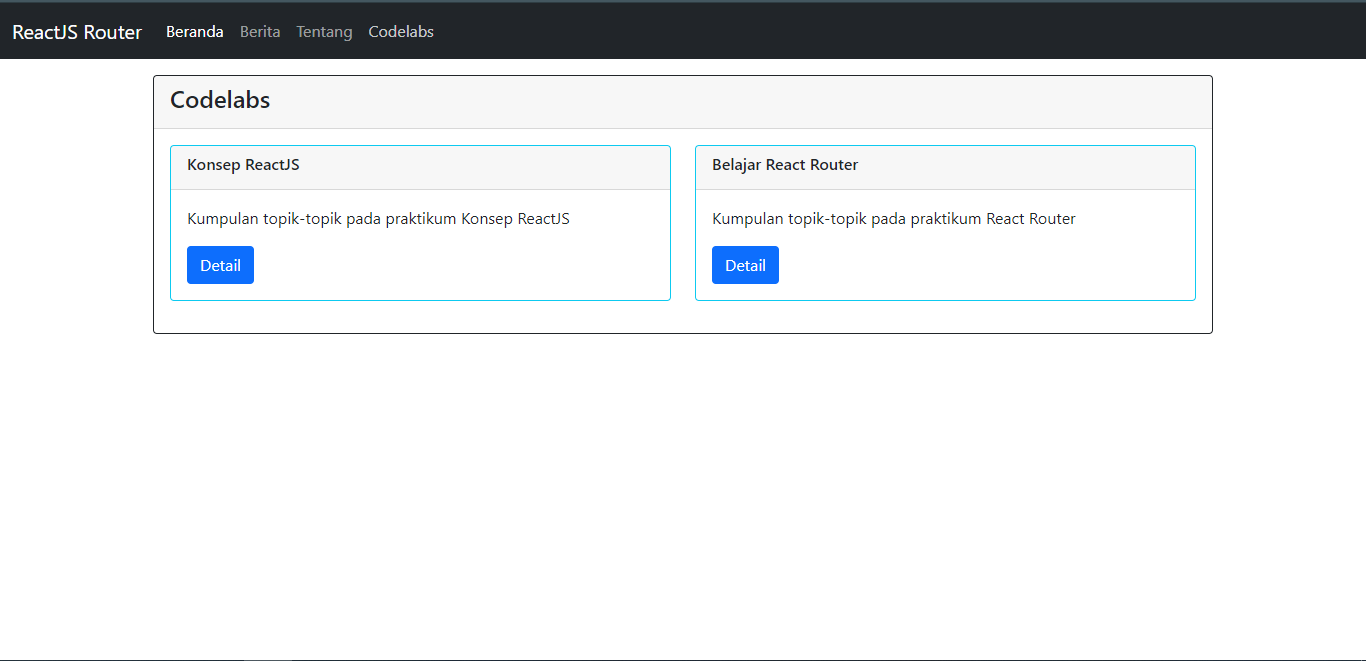 ReactJS Router Beranda Berita Tentang Codelabs
Codelabs
Konsep ReactJS
Kumpulan topik-topik pada praktikum Konsep ReactJS
Detail
Belajar React Router
Kumpulan topik-topik pada praktikum React Router
Detail